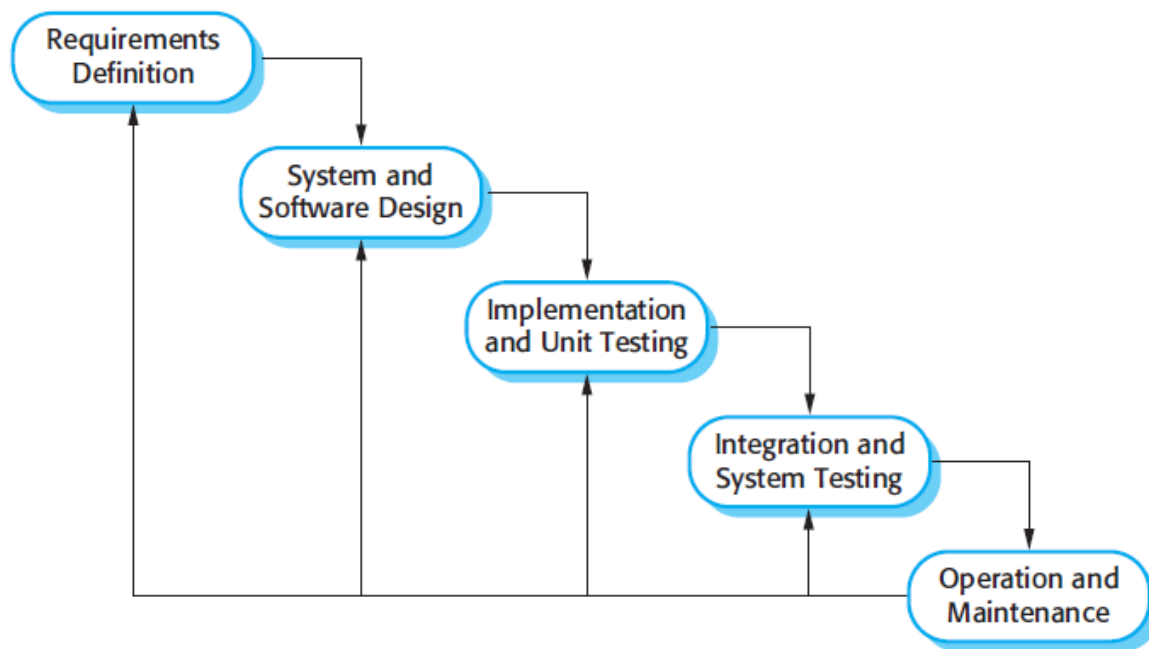 Requirements
Definition
System and
Software Design
Implementation
and Unit Testing
Integration and
System Testing
Operation and
Maintenance